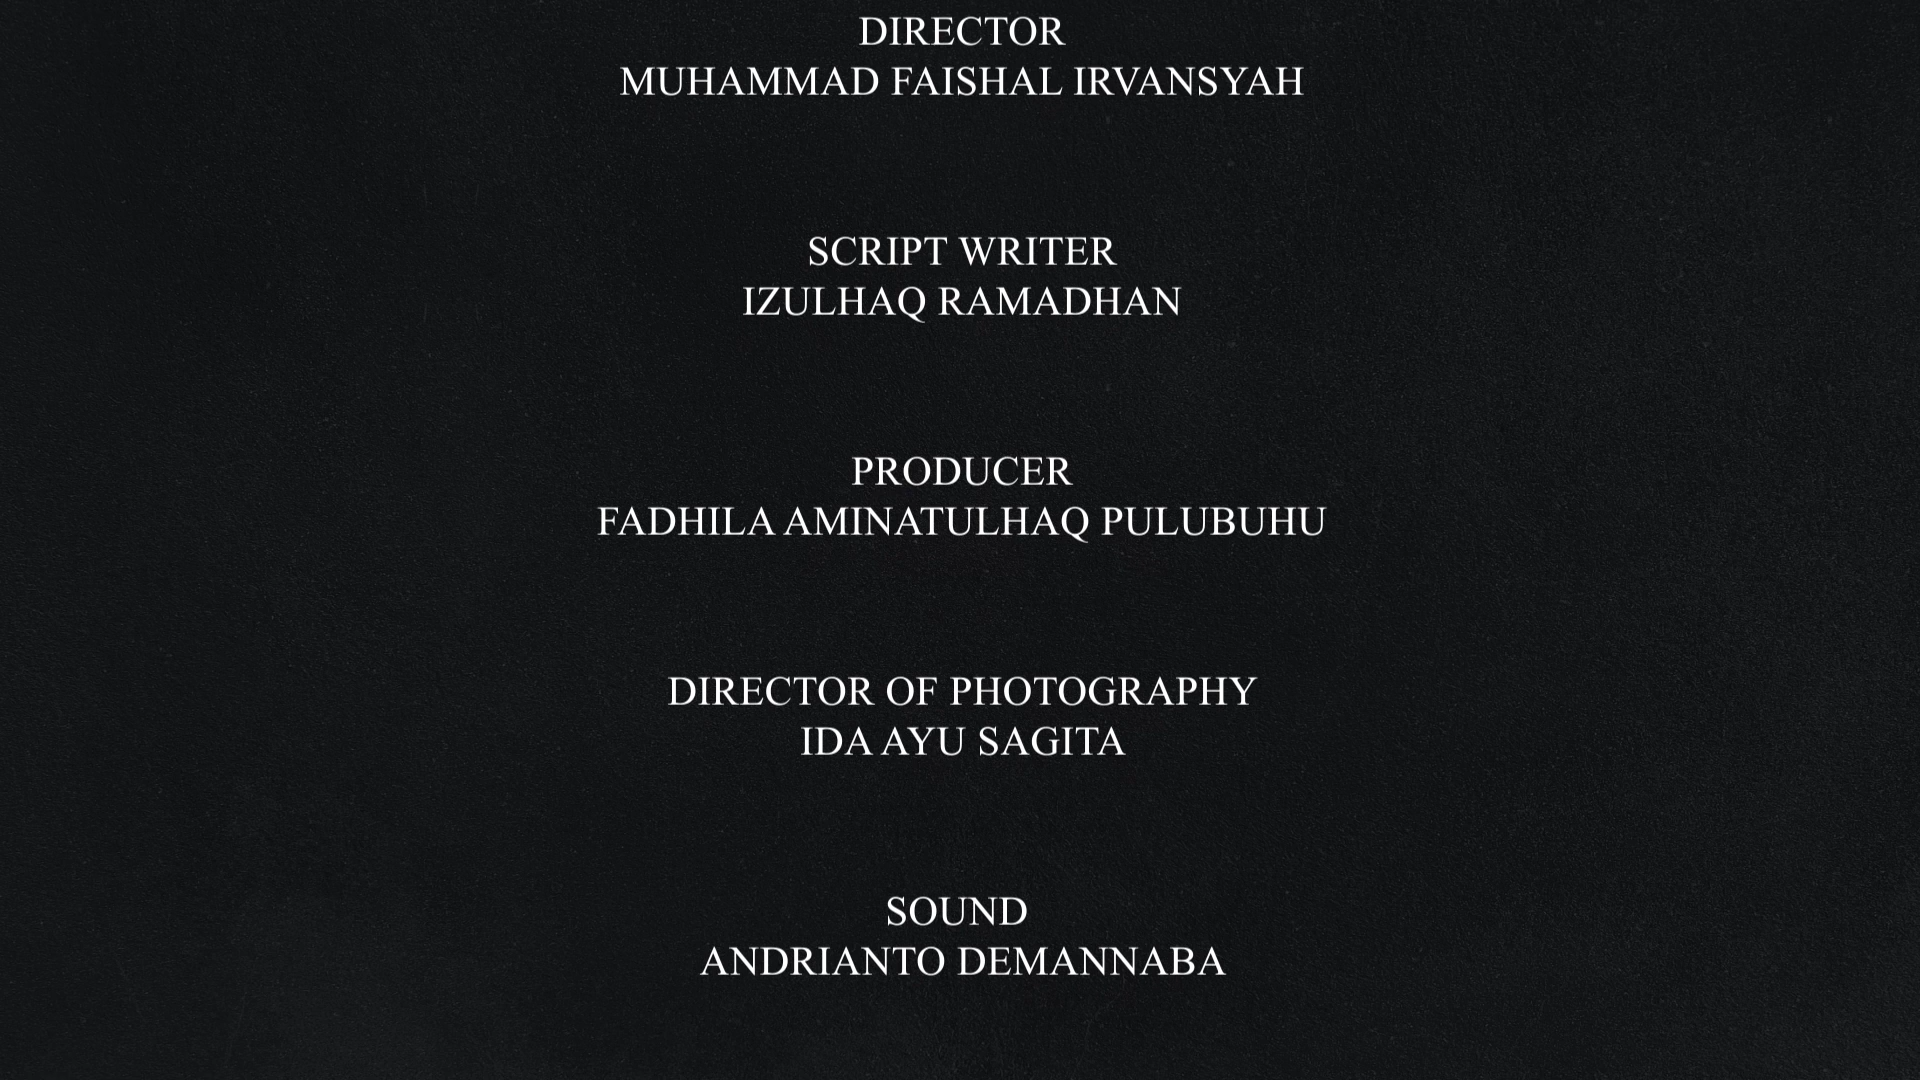 DIRECTOR
MUHAMMAD FAISHAL IRVANSYAH
SCRIPT WRITER
IZULHAQ RAMADHAN
PRODUCER
FADHILA AMINATULHAQ PULUBUHU
DIRECTOR OF PHOTOGRAPHY
IDA AYU SAGITA
SOUND
ANDRIANTO DEMANNABA